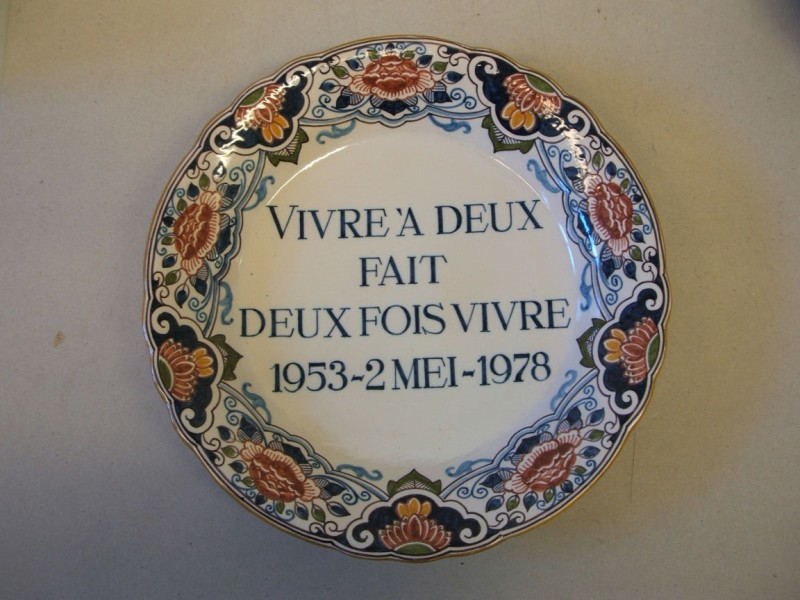 VIVRE 'A DEUX
FAIT
DEUX FOIS VIVRE
1953-2 MEI-1978